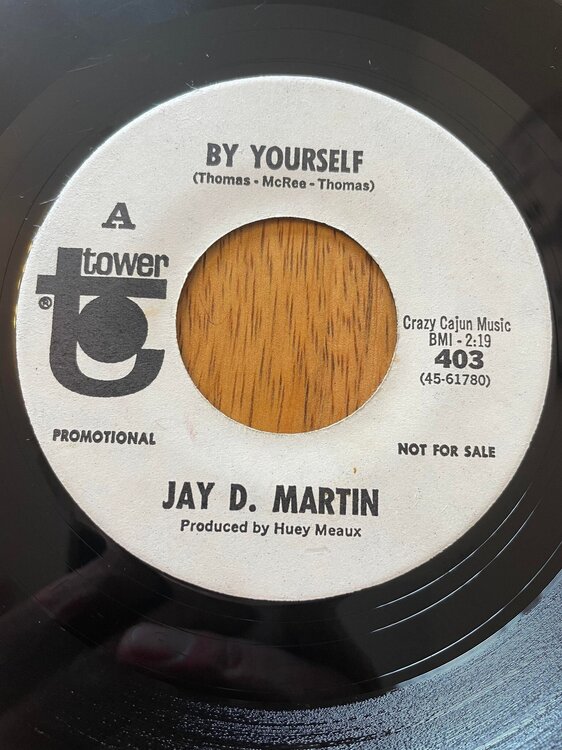 BY YOURSELF
(Thomas - McRee - Thomas)
A
tower
®
Crazy Cajun Music
BMI - 2:19
403
(45-61780)
PROMOTIONAL
NOT FOR SALE
JAY D. MARTIN
Produced by Huey Meaux